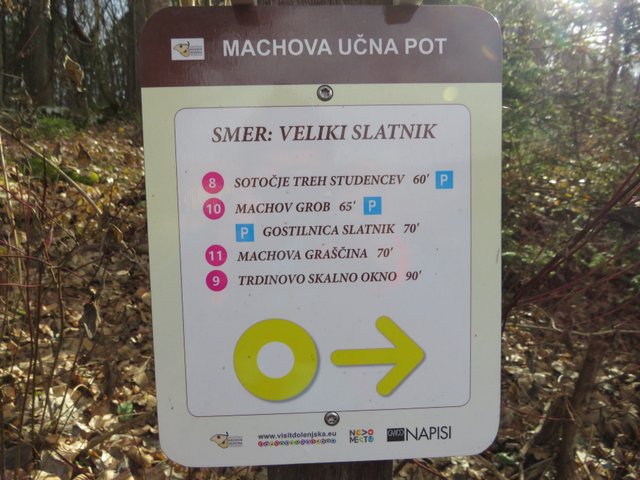 MACHOVA UČNA POT
SMER: VELIKI SLATNIK
8 SOTOČJE TREH STUDENCEV 60' P
10 MACHOV GROB 65' P
P GOSTILNICA SLATNIK 70'
11 MACHOVA GRAŠČINA 70'
9 TRDINOVO SKALNO OKNO 90'
www.visitdolenjska.eu
NOVO MESTO
NAPISI